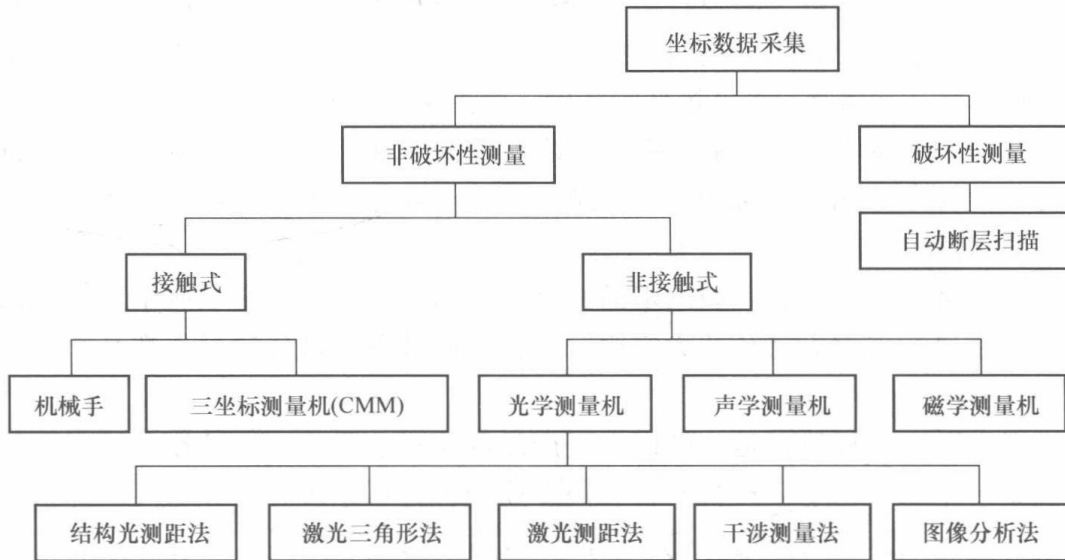 坐标数据采集
非破坏性测量
破坏性测量
自动断层扫描
接触式
非接触式
机械手
三坐标测量机(CMM)
光学测量机
声学测量机
磁学测量机
结构光测距法
激光三角形法
激光测距法
干涉测量法
图像分析法